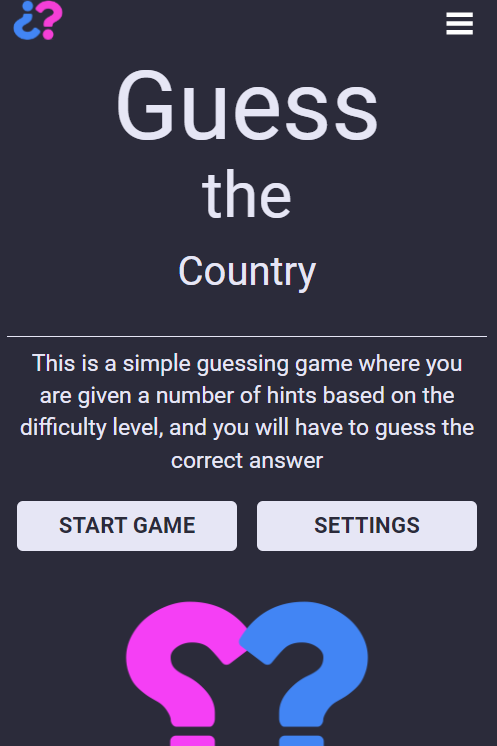 Guess
the
Country
This is a simple guessing game where you
are given a number of hints based on the
difficulty level, and you will have to guess the
correct answer
START GAME
SETTINGS